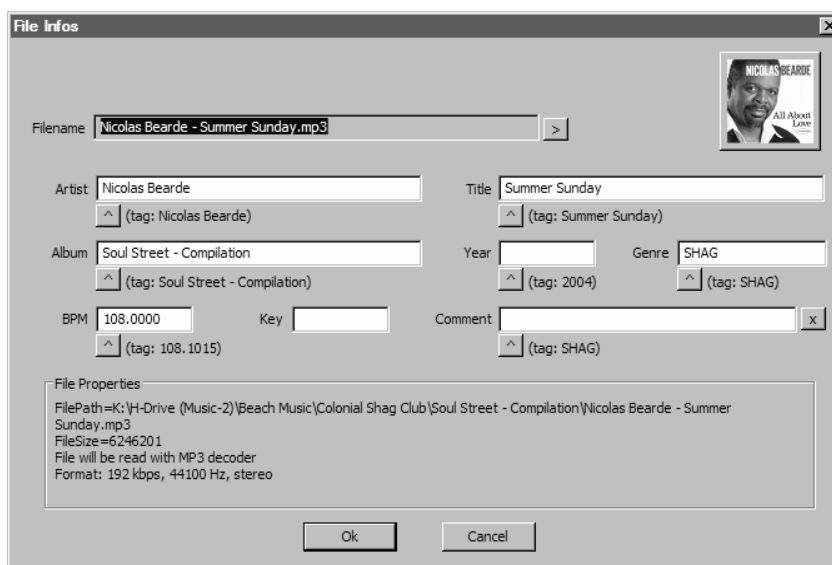 File Infos
X
NICOLAS BEARDE
All About
Love
Filename Nicolas Bearde - Summer Sunday.mp3 >
Artist Nicolas Bearde Title Summer Sunday
^ (tag: Nicolas Bearde) ^ (tag: Summer Sunday)
Album Soul Street - Compilation Year Genre SHAG
^ (tag: Soul Street - Compilation) ^ (tag: 2004) ^ (tag: SHAG)
BPM 108.0000 Key Comment x
^ (tag: 108.1015) ^ (tag: SHAG)
File Properties
FilePath=K:\H-Drive (Music-2)\Beach Music\Colonial Shag Club\Soul Street - Compilation\Nicolas Bearde - Summer
Sunday.mp3
FileSize=6246201
File will be read with MP3 decoder
Format: 192 kbps, 44100 Hz, stereo
Ok Cancel